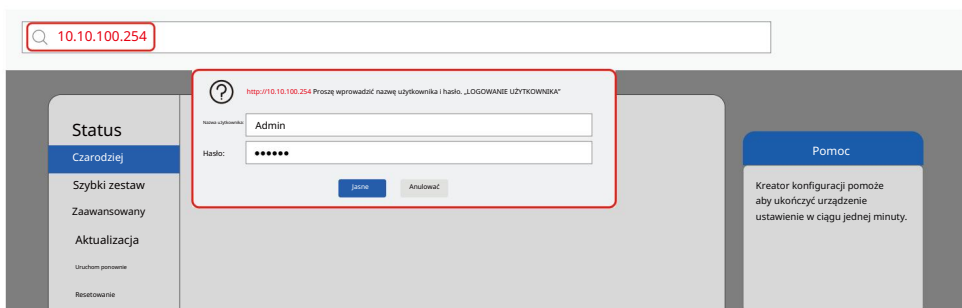 10.10.100.254
http://10.10.100.254 Proszę wprowadzić nazwę użytkownika i hasło. „LOGOWANIE UŻYTKOWNIKA"
Nazwa użytkownika:
Admin
Hasło:
●●●●●●
Jasne
Anulować
Status
Czarodziej
Szybki zestaw
Zaawansowany
Aktualizacja
Uruchom ponownie
Resetowanie
Pomoc
Kreator konfiguracji pomoże
aby ukończyć urządzenie
ustawienie w ciągu jednej minuty.